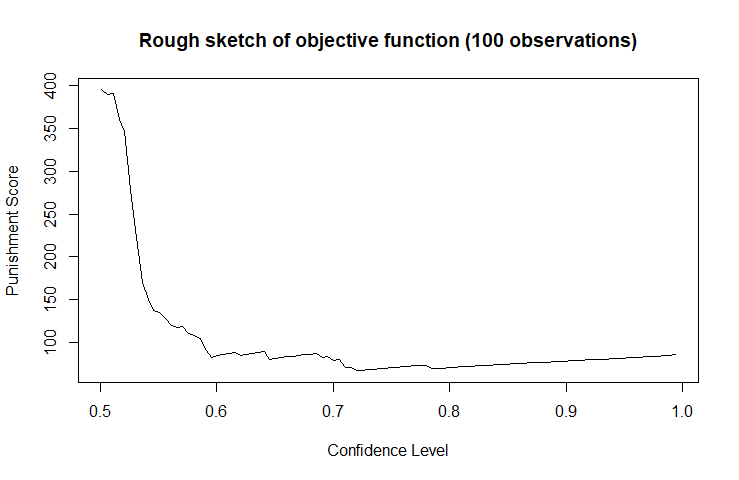 Rough sketch of objective function (100 observations)
Punishment Score
400
350
300
250
200
150
100
0.5 0.6 0.7 0.8 0.9 1.0
Confidence Level